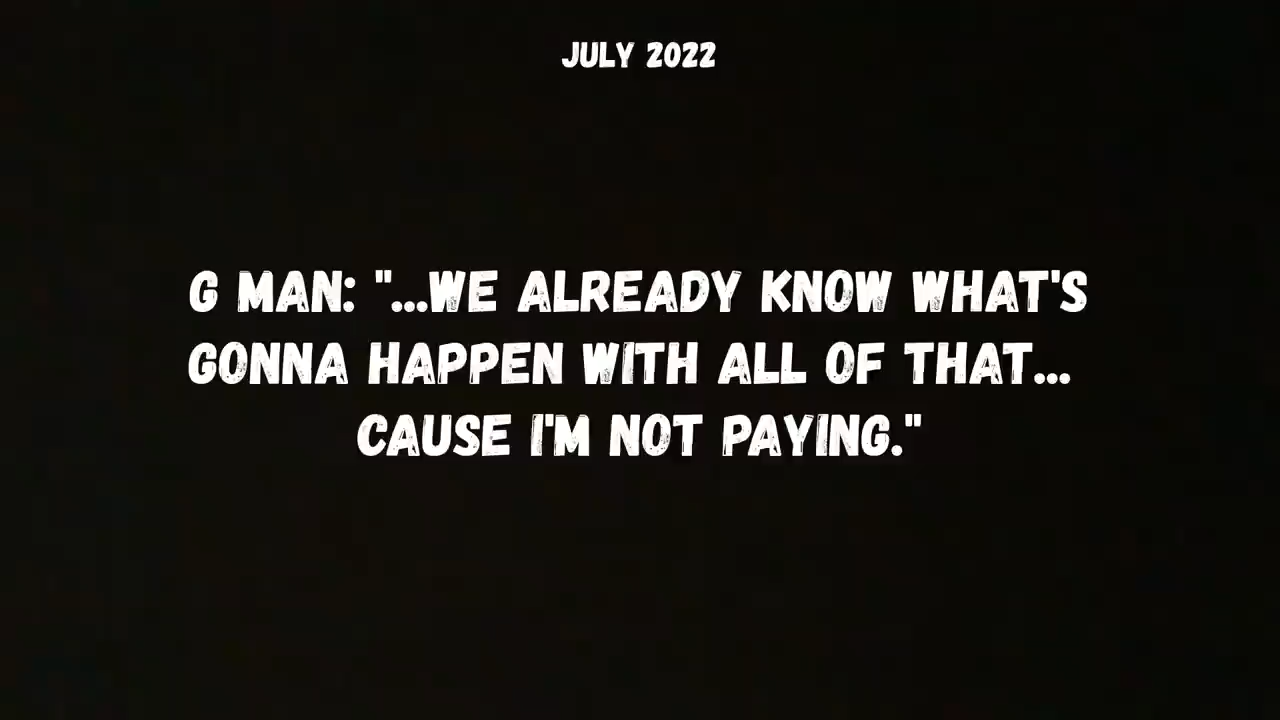 JULY 2022
G MAN: "...WE ALREADY KNOW WHAT'S
GONNA HAPPEN WITH ALL OF THAT...
CAUSE I'M NOT PAYING."